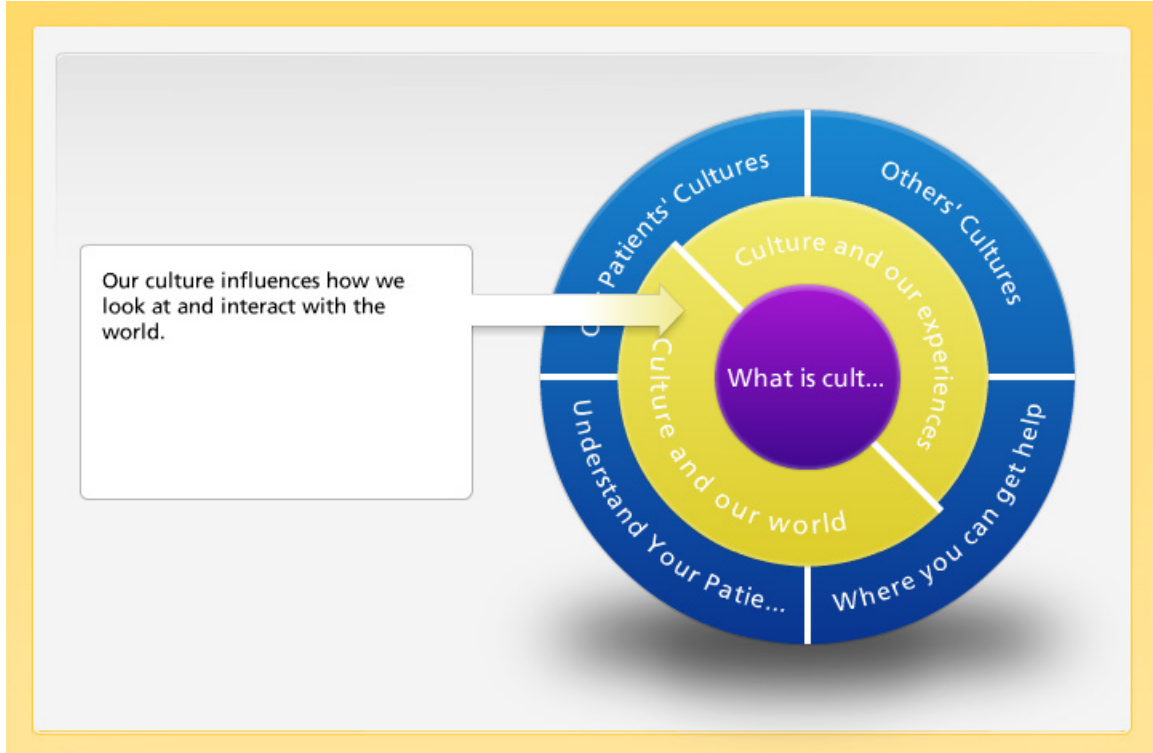 Our culture influences how we
look at and interact with the
world.
Patients' Cultures
Others' Cultures
Culture and our experiences
What is cult...
Culture and our world
Understand Your Patie...
Where you can get help